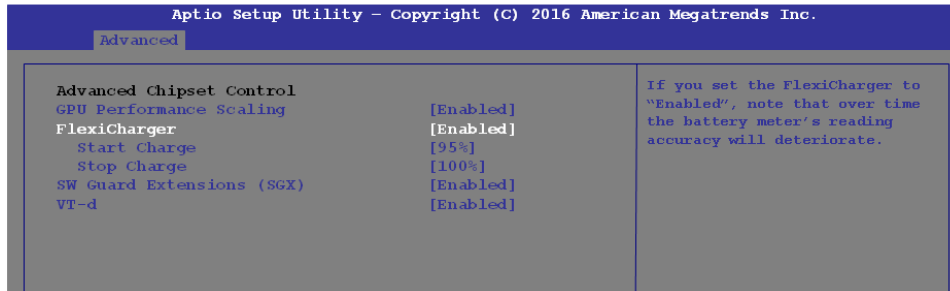 Aptio Setup Utility – Copyright (C) 2016 American Megatrends Inc.
Advanced
Advanced Chipset Control
GPU Performance Scaling [Enabled]
FlexiCharger [Enabled]
Start Charge [95%]
Stop Charge [100%]
SW Guard Extensions (SGX) [Enabled]
VT-d [Enabled]
If you set the FlexiCharger to
“Enabled”, note that over time
the battery meter’s reading
accuracy will deteriorate.